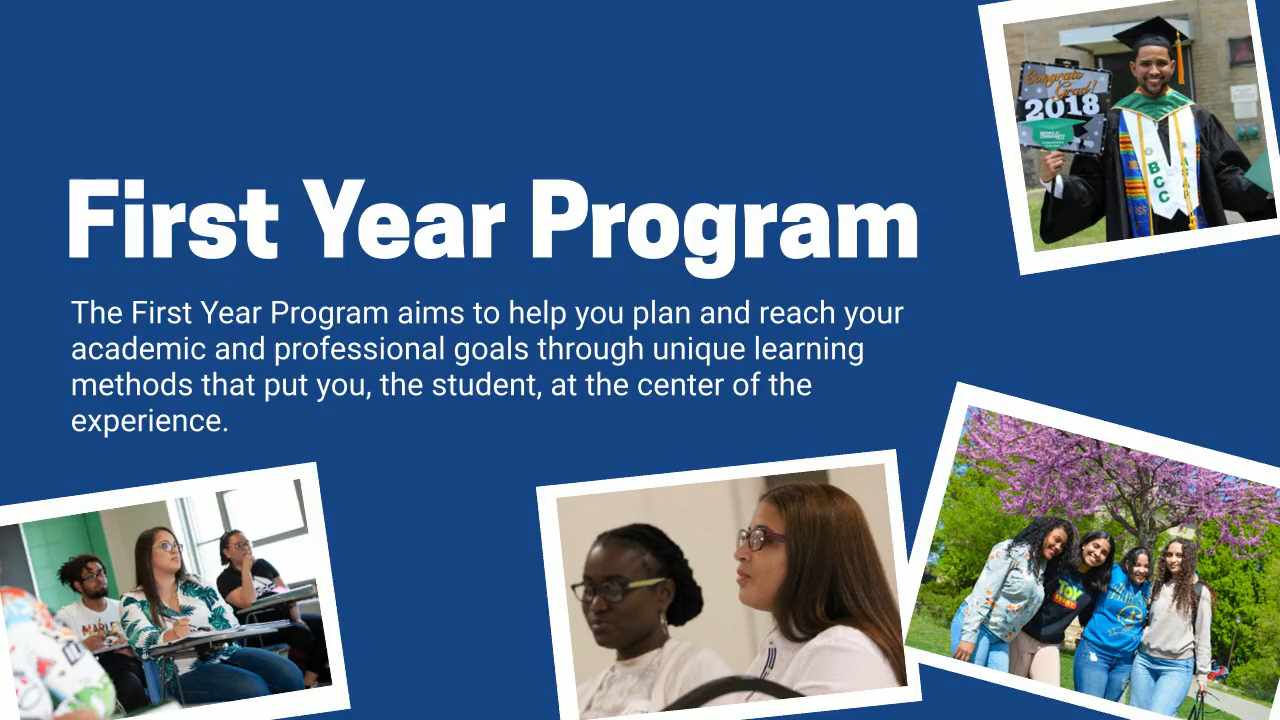 First Year Program
The First Year Program aims to help you plan and reach your
academic and professional goals through unique learning
methods that put you, the student, at the center of the
experience.
Congrats
Grad!
2018
BCC
TOY